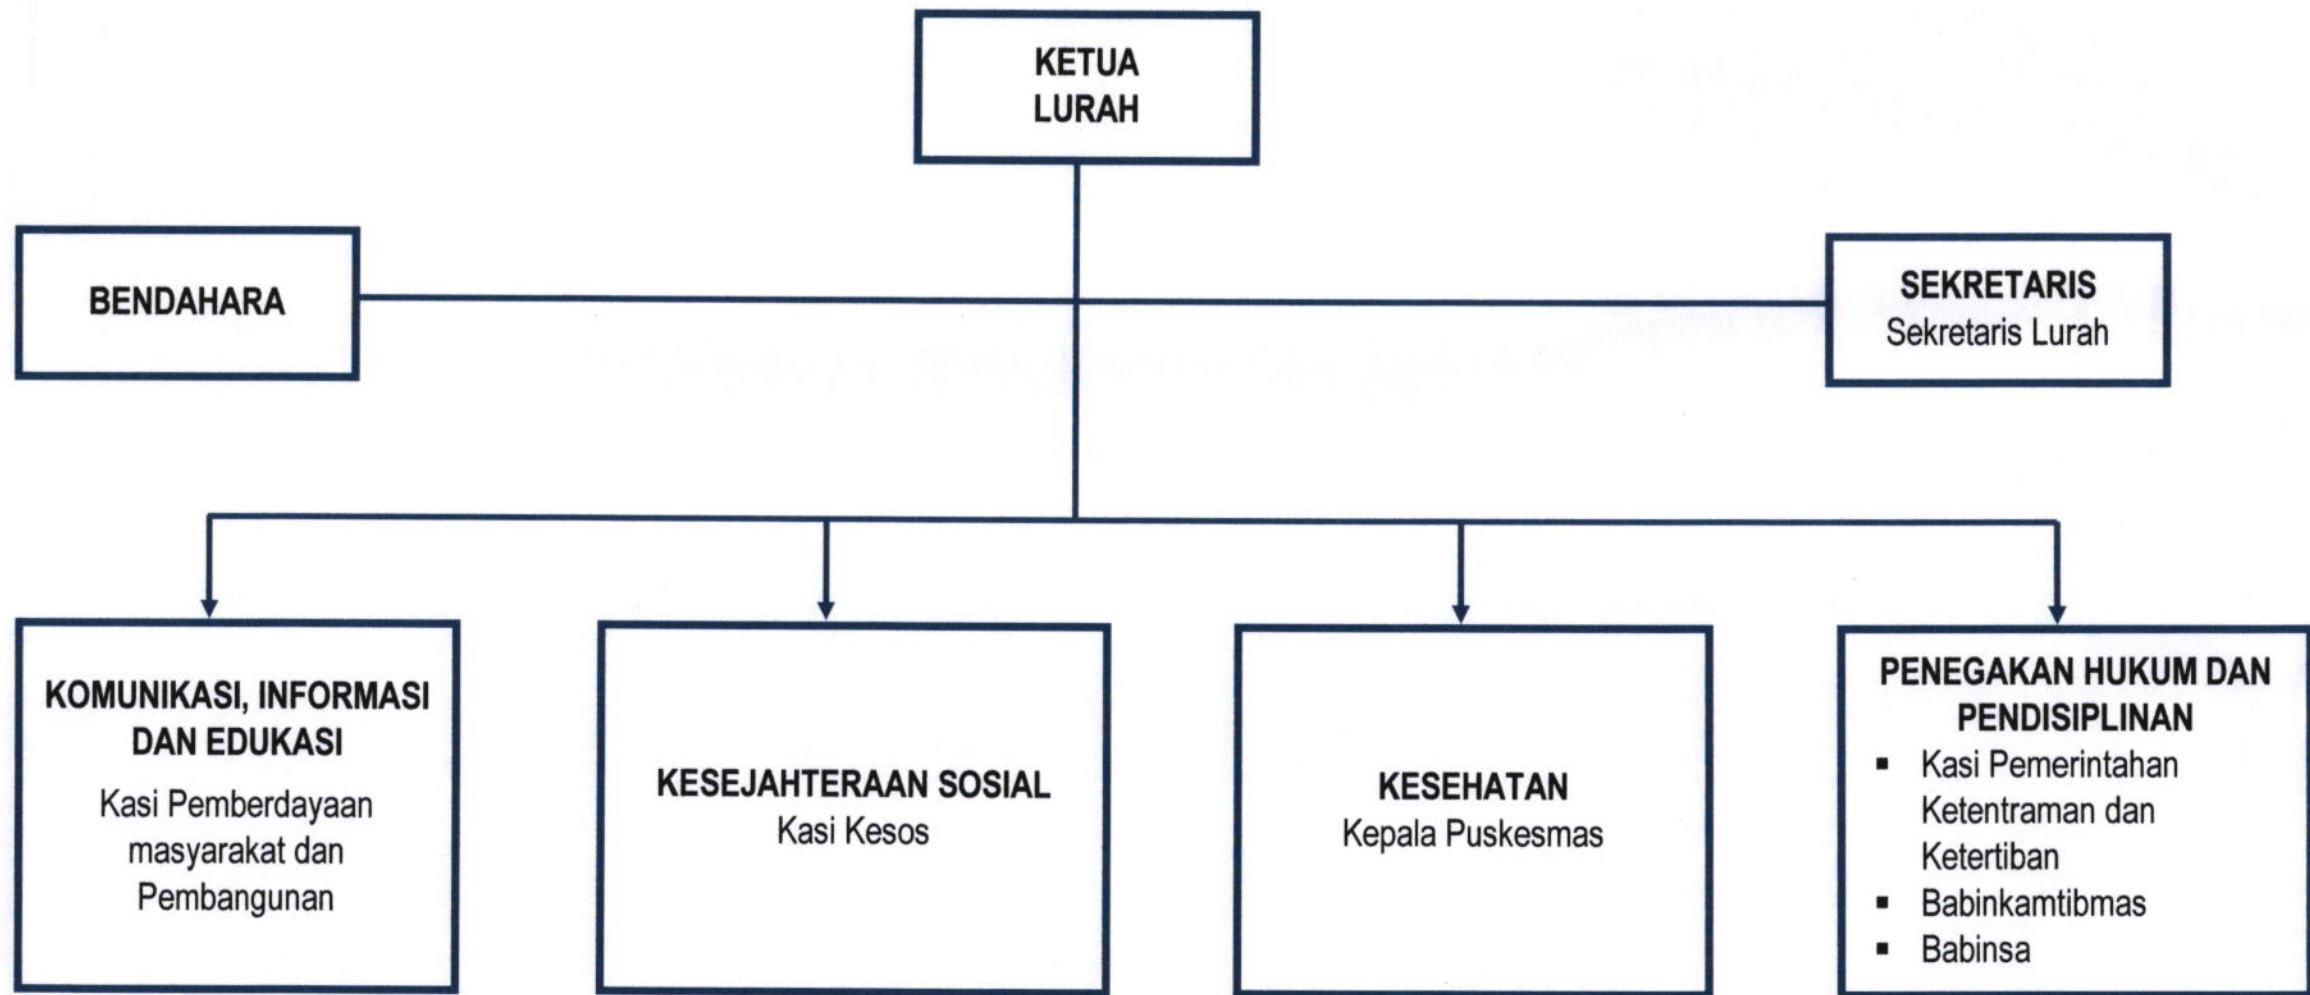 KETUA
LURAH
BENDAHARA
SEKRETARIS
Sekretaris Lurah
KOMUNIKASI, INFORMASI
DAN EDUKASI
Kasi Pemberdayaan
masyarakat dan
Pembangunan
KESEJAHTERAAN SOSIAL
Kasi Kesos
KESEHATAN
Kepala Puskesmas
PENEGAKAN HUKUM DAN
PENDISIPLINAN
▪ Kasi Pemerintahan
Ketentraman dan
Ketertiban
▪ Babinkamtibmas
▪ Babinsa